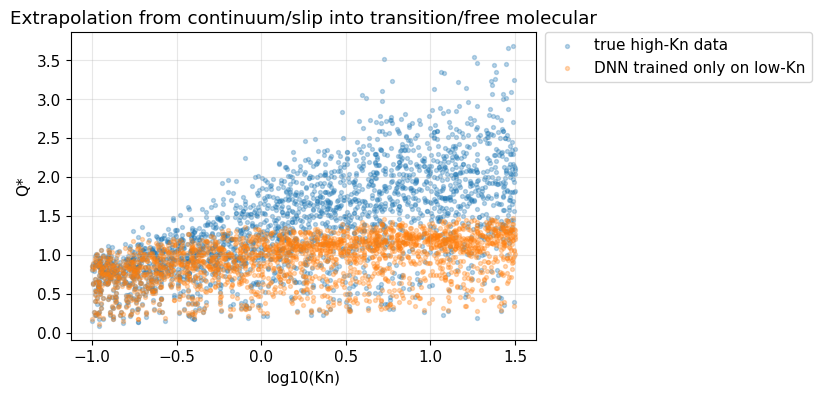 Extrapolation from continuum/slip into transition/free molecular
true high-Kn data
DNN trained only on low-Kn
Q*
3.5
3.0
2.5
2.0
1.5
1.0
0.5
0.0
−1.0 −0.5 0.0 0.5 1.0 1.5
log10(Kn)